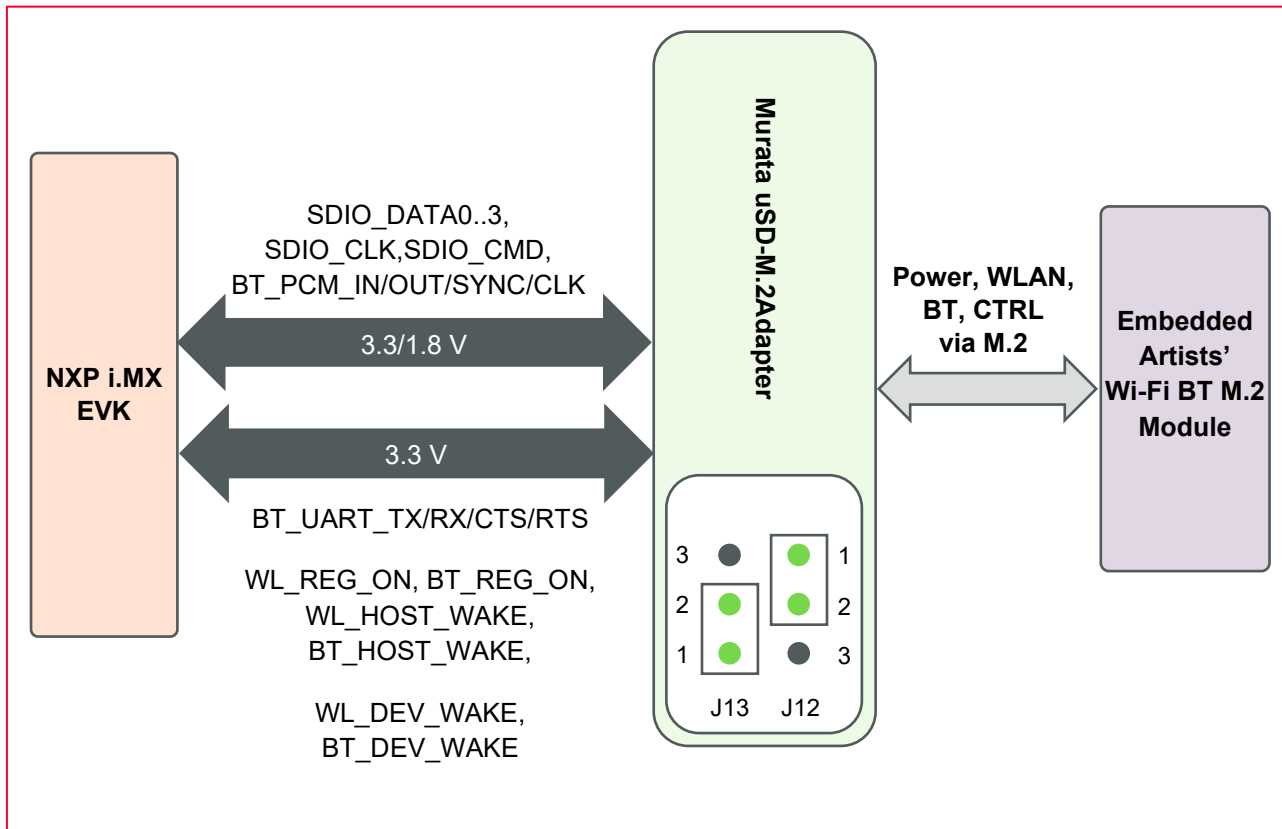 NXP i.MX
EVK
SDIO_DATA0..3,
SDIO_CLK,SDIO_CMD,
BT_PCM_IN/OUT/SYNC/CLK
3.3/1.8 V
3.3 V
BT_UART_TX/RX/CTS/RTS
WL_REG_ON, BT_REG_ON,
WL_HOST_WAKE,
BT_HOST_WAKE,
WL_DEV_WAKE,
BT_DEV_WAKE
Murata uSD-M.2Adapter
3 1
2 2
1 3
J13 J12
Power, WLAN,
BT, CTRL
via M.2
Embedded
Artists’
Wi-Fi BT M.2
Module